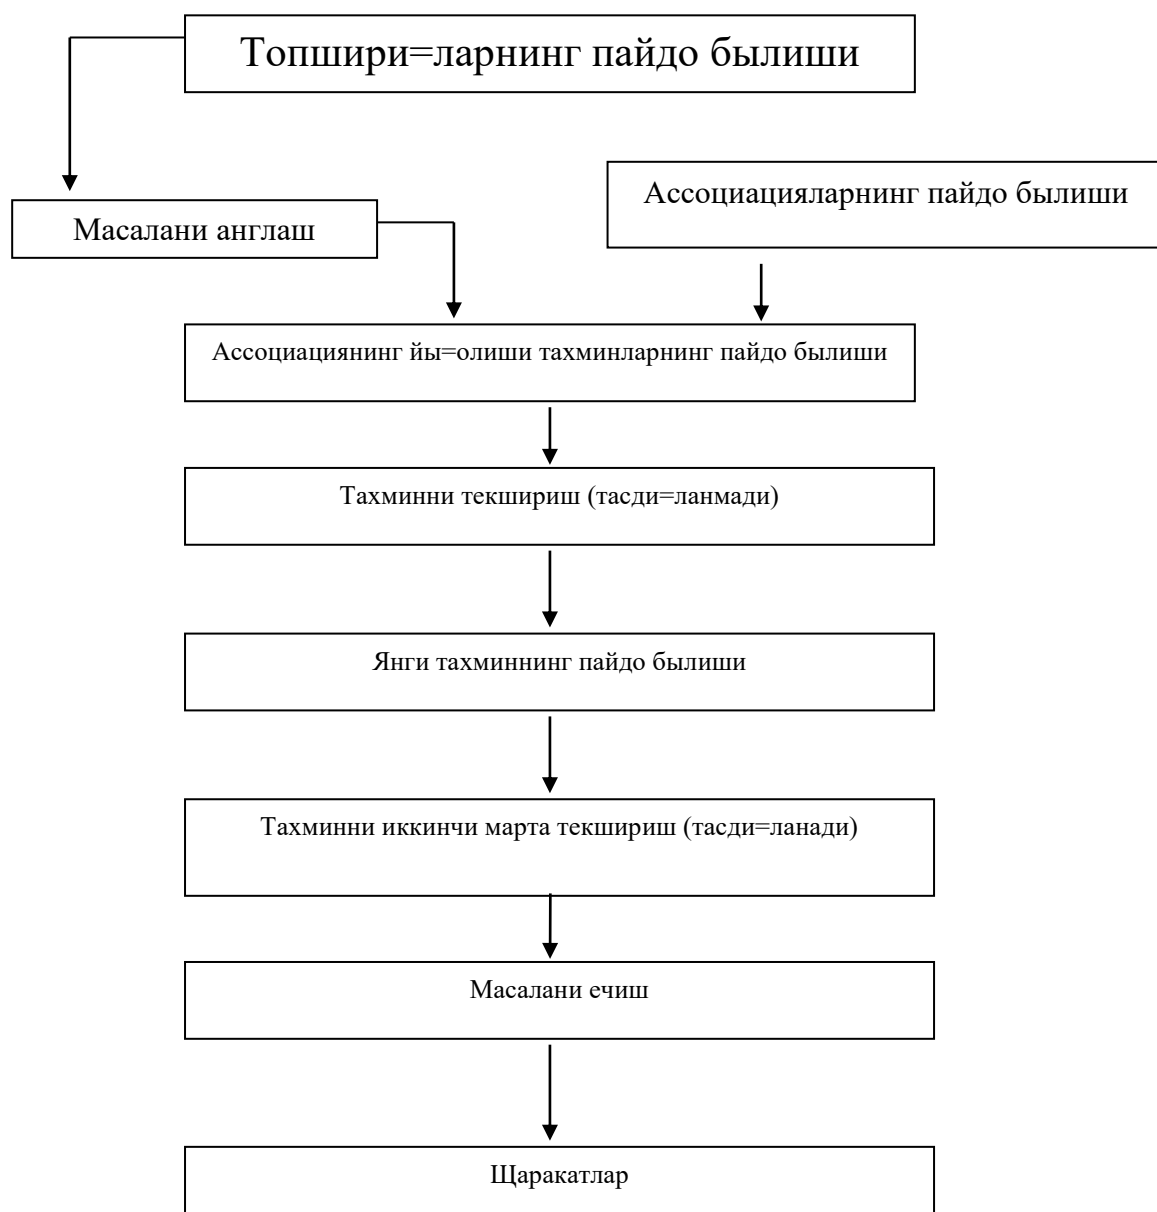 Топшири=ларнинг пайдо былиши
Ассоциацияларнинг пайдо былиши
Масалани англаш
Ассоциациянинг йы=олиши тахминларнинг пайдо былиши
Тахминни текшириш (тасди=ланмади)
Янги тахминнинг пайдо былиши
Тахминни иккинчи марта текшириш (тасди=ланади)
Масалани ечиш
Щаракатлар